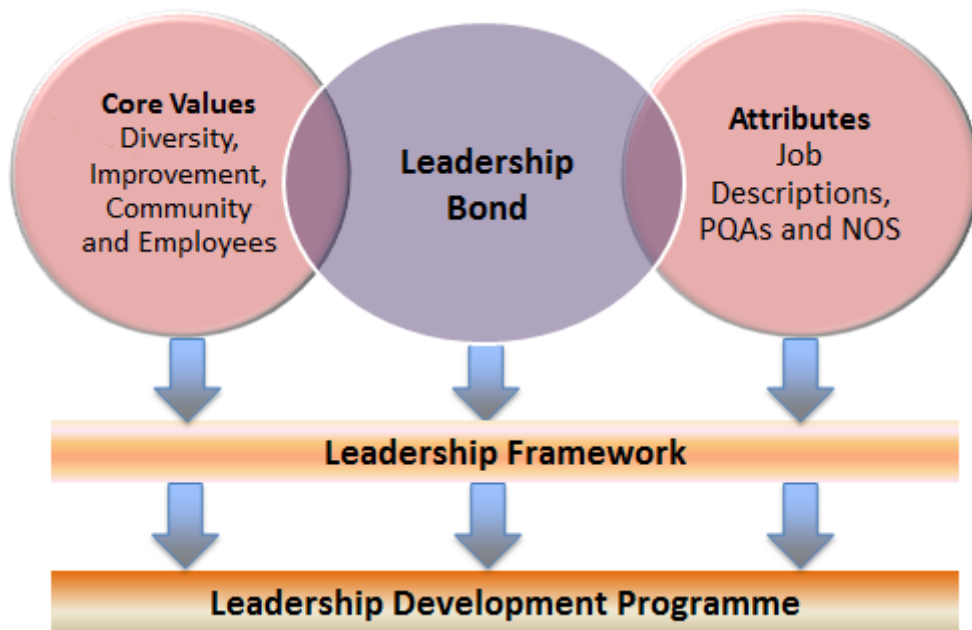 Core Values
Diversity,
Improvement,
Community
and Employees
Leadership
Bond
Attributes
Job
Descriptions,
PQAs and NOS
Leadership Framework
Leadership Development Programme